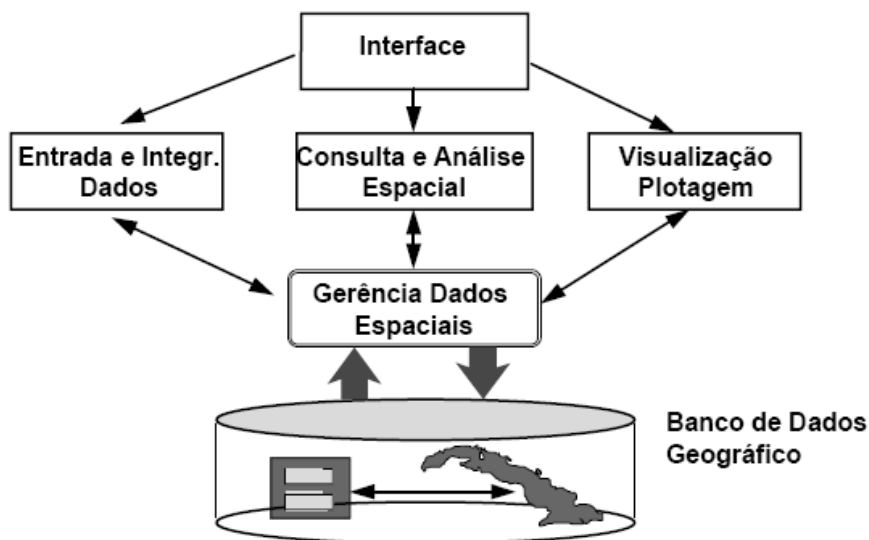 Interface
Entrada e Integr.
Dados
Consulta e Análise
Espacial
Visualização
Plotagem
Gerência Dados
Espaciais
Banco de Dados
Geográfico